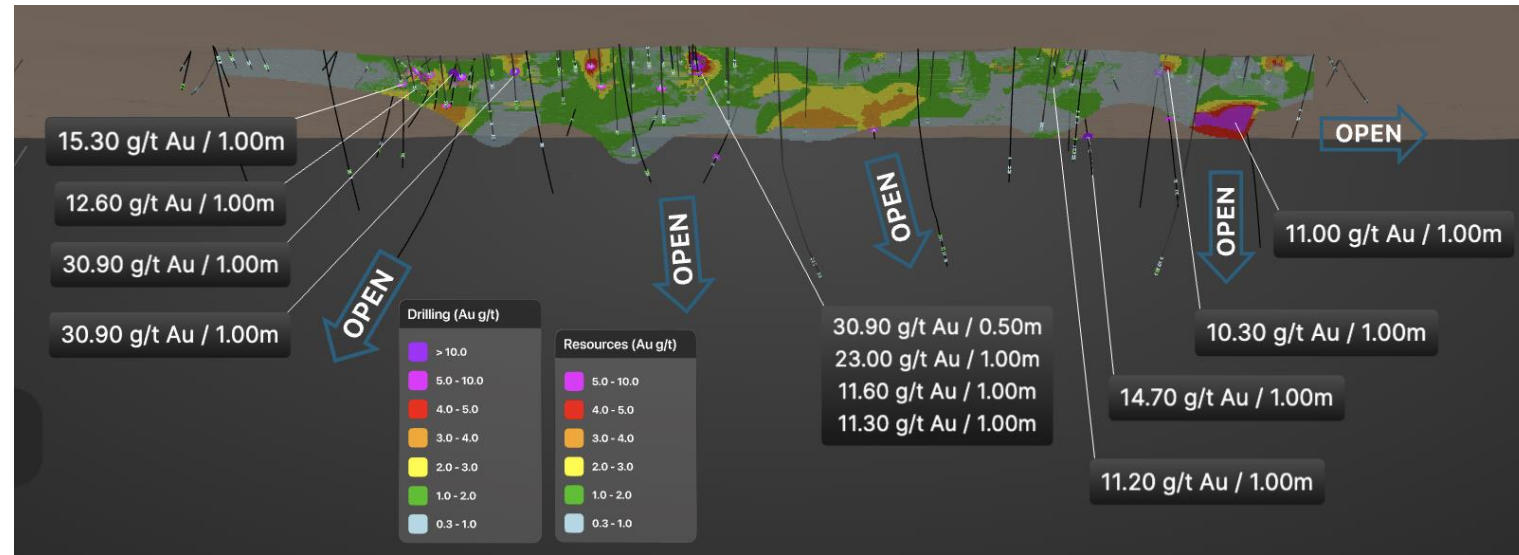 15.30 g/t Au / 1.00m
12.60 g/t Au / 1.00m
30.90 g/t Au / 1.00m
30.90 g/t Au / 1.00m
OPEN
OPEN
OPEN
OPEN
OPEN
11.00 g/t Au / 1.00m
10.30 g/t Au / 1.00m
14.70 g/t Au / 1.00m
11.20 g/t Au / 1.00m
30.90 g/t Au / 0.50m
23.00 g/t Au / 1.00m
11.60 g/t Au / 1.00m
11.30 g/t Au / 1.00m
Drilling (Au g/t)
> 10.0
5.0 - 10.0
4.0 - 5.0
3.0 - 4.0
2.0 - 3.0
1.0 - 2.0
0.3 - 1.0
Resources (Au g/t)
5.0 - 10.0
4.0 - 5.0
3.0 - 4.0
2.0 - 3.0
1.0 - 2.0
0.3 - 1.0